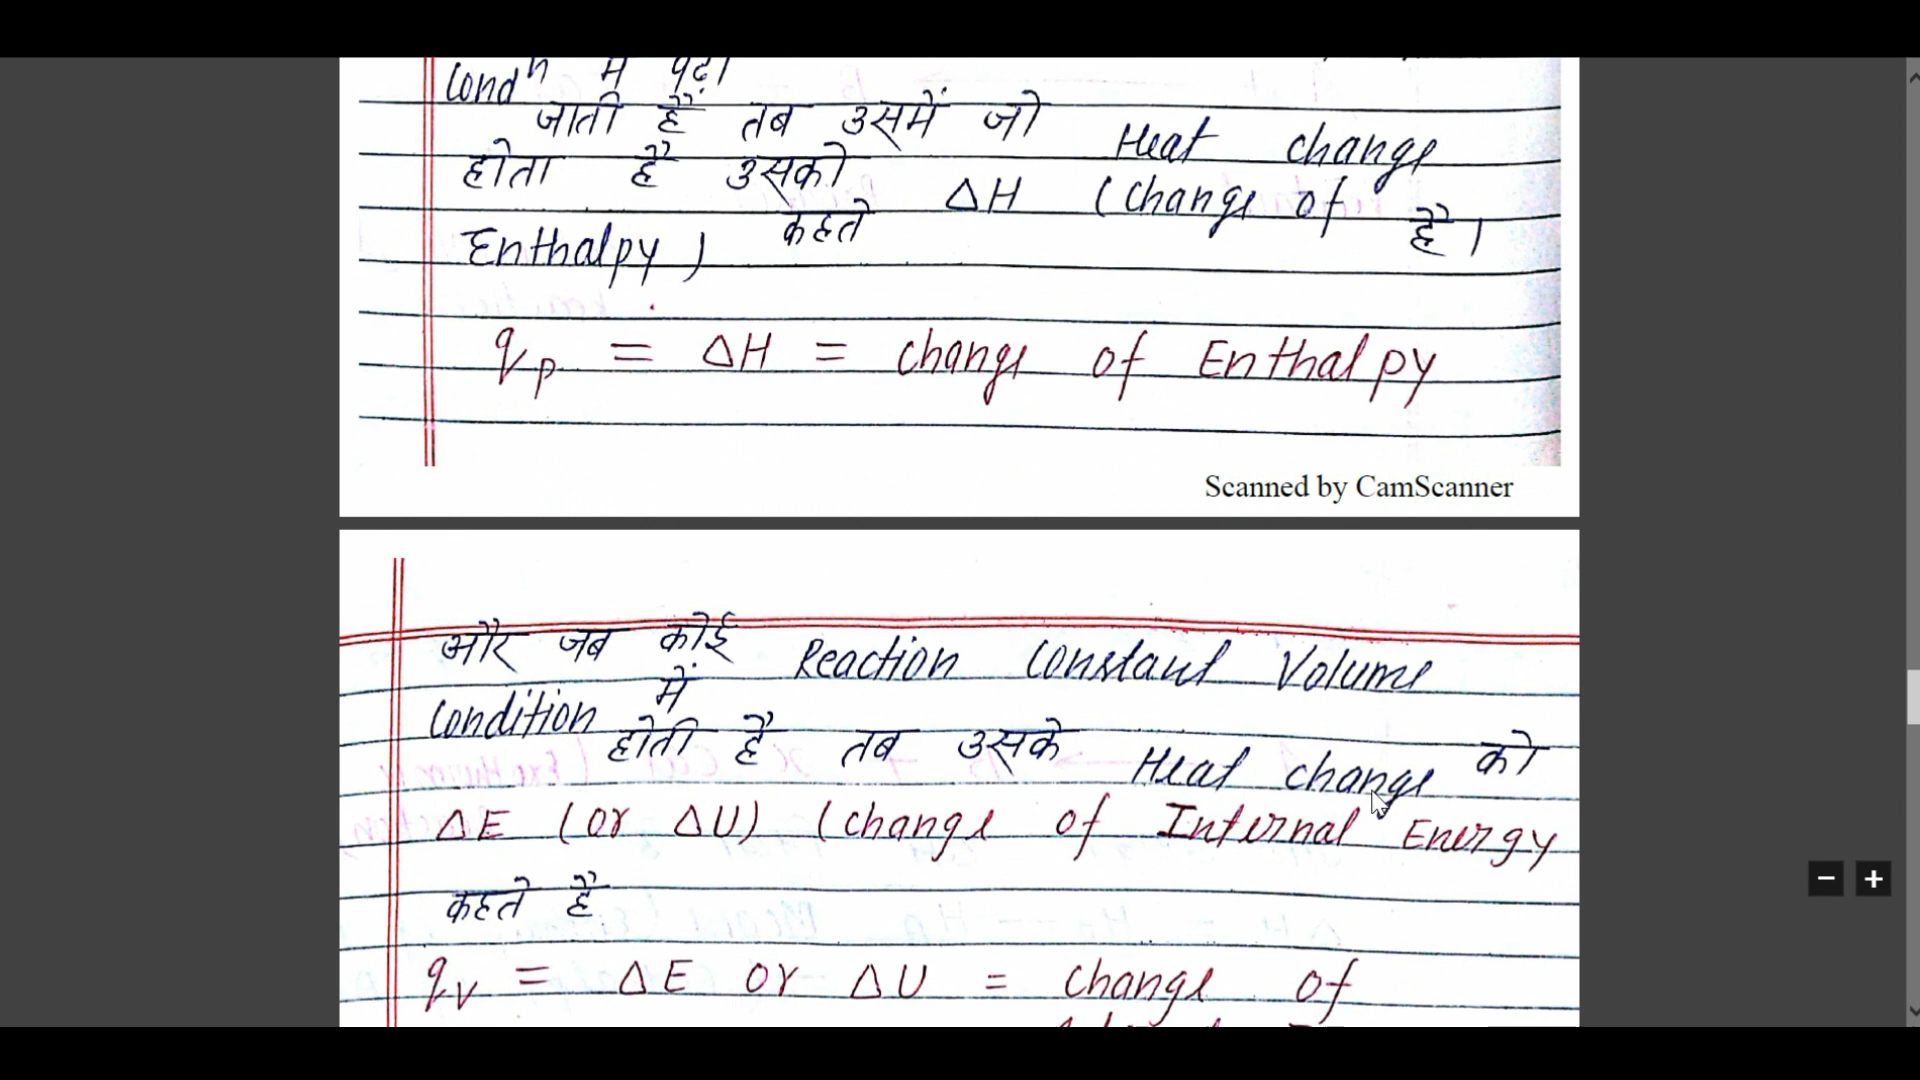 Condⁿ में पढ़ी
जाती हैं तब उसमें जो Heat change
होता है उसको ΔH (change of
Enthalpy) कहते हैं।
qp = ΔH = change of Enthalpy
Scanned by CamScanner
और जब कोई Reaction Constant Volume
Condition में होती है तब उसके Heat change को
ΔE (or ΔU) (change of Internal Energy
कहते हैं
qv = ΔE or ΔU = change of